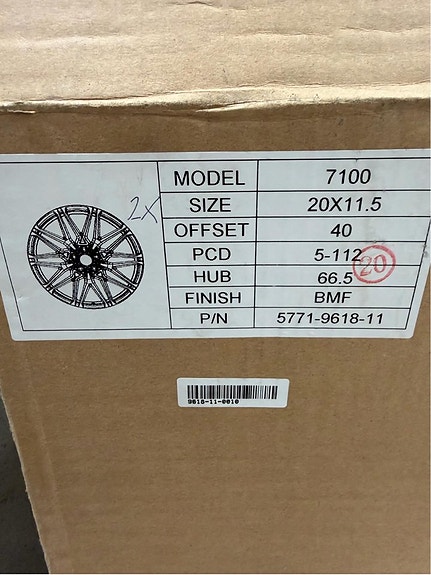 2X
MODEL 7100
SIZE 20X11.5
OFFSET 40
PCD 5-112
20
HUB 66.5
FINISH BMF
P/N 5771-9618-11
9618-11-0010